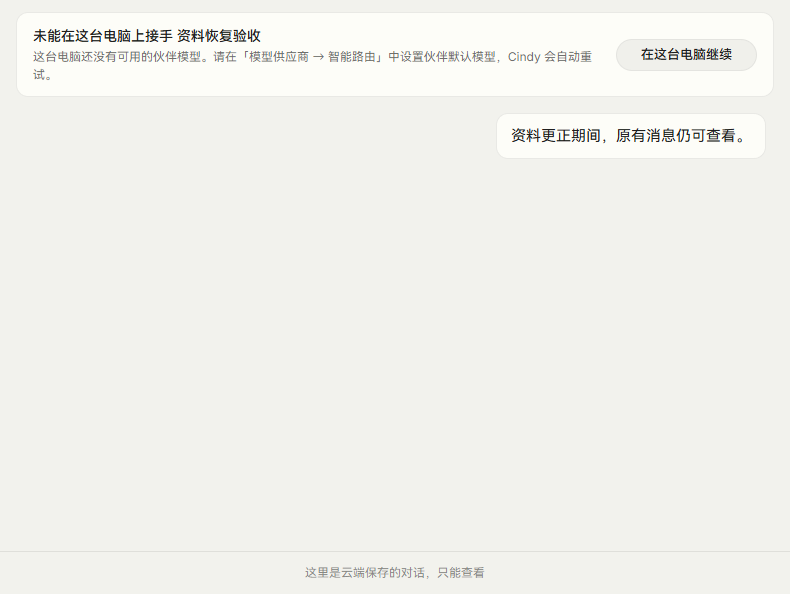 未能在这台电脑上接手 资料恢复验收
这台电脑还没有可用的伙伴模型。请在「模型供应商 → 智能路由」中设置伙伴默认模型，Cindy 会自动重
试。
在这台电脑继续
资料更正期间，原有消息仍可查看。
这里是云端保存的对话，只能查看